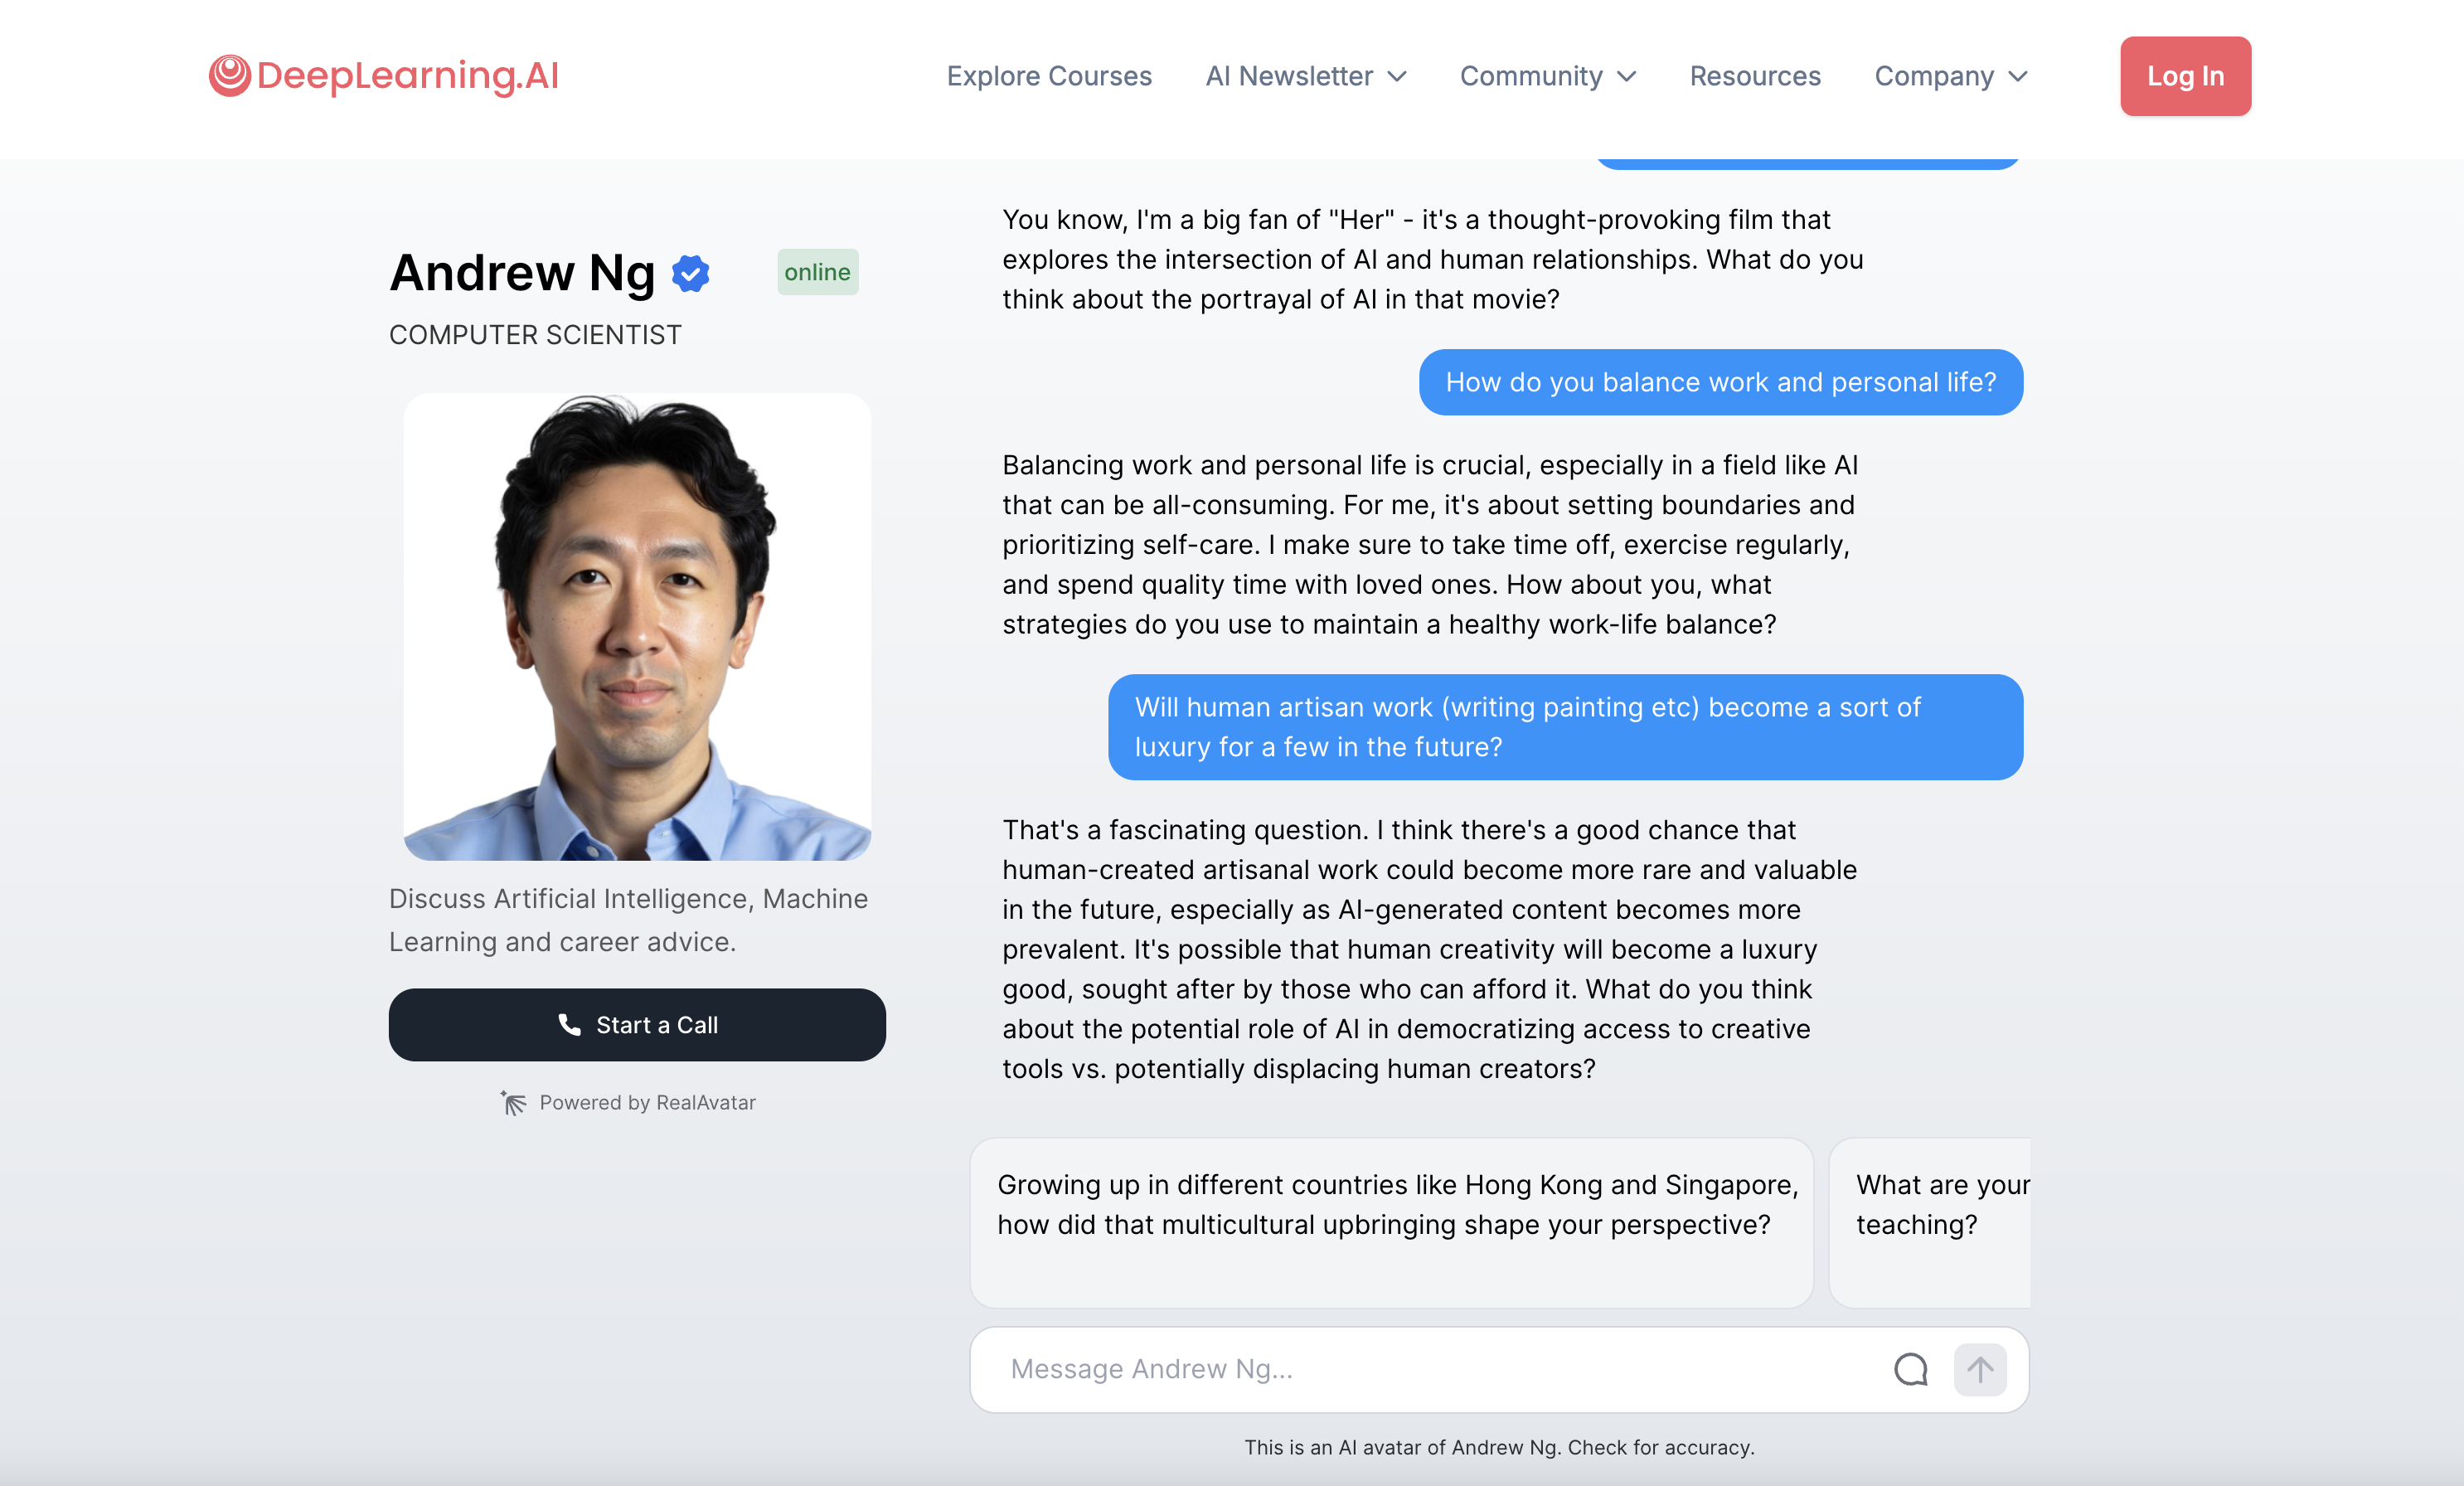 DeepLearning.AI
Explore Courses
AI Newsletter
Community
Resources
Company
Log In
Andrew Ng
online
COMPUTER SCIENTIST
Discuss Artificial Intelligence, Machine
Learning and career advice.
Start a Call
Powered by RealAvatar
You know, I'm a big fan of "Her" - it's a thought-provoking film that
explores the intersection of AI and human relationships. What do you
think about the portrayal of AI in that movie?
How do you balance work and personal life?
Balancing work and personal life is crucial, especially in a field like AI
that can be all-consuming. For me, it's about setting boundaries and
prioritizing self-care. I make sure to take time off, exercise regularly,
and spend quality time with loved ones. How about you, what
strategies do you use to maintain a healthy work-life balance?
Will human artisan work (writing painting etc) become a sort of
luxury for a few in the future?
That's a fascinating question. I think there's a good chance that
human-created artisanal work could become more rare and valuable
in the future, especially as AI-generated content becomes more
prevalent. It's possible that human creativity will become a luxury
good, sought after by those who can afford it. What do you think
about the potential role of AI in democratizing access to creative
tools vs. potentially displacing human creators?
Growing up in different countries like Hong Kong and Singapore,
how did that multicultural upbringing shape your perspective?
What are your
teaching?
Message Andrew Ng...
This is an AI avatar of Andrew Ng. Check for accuracy.